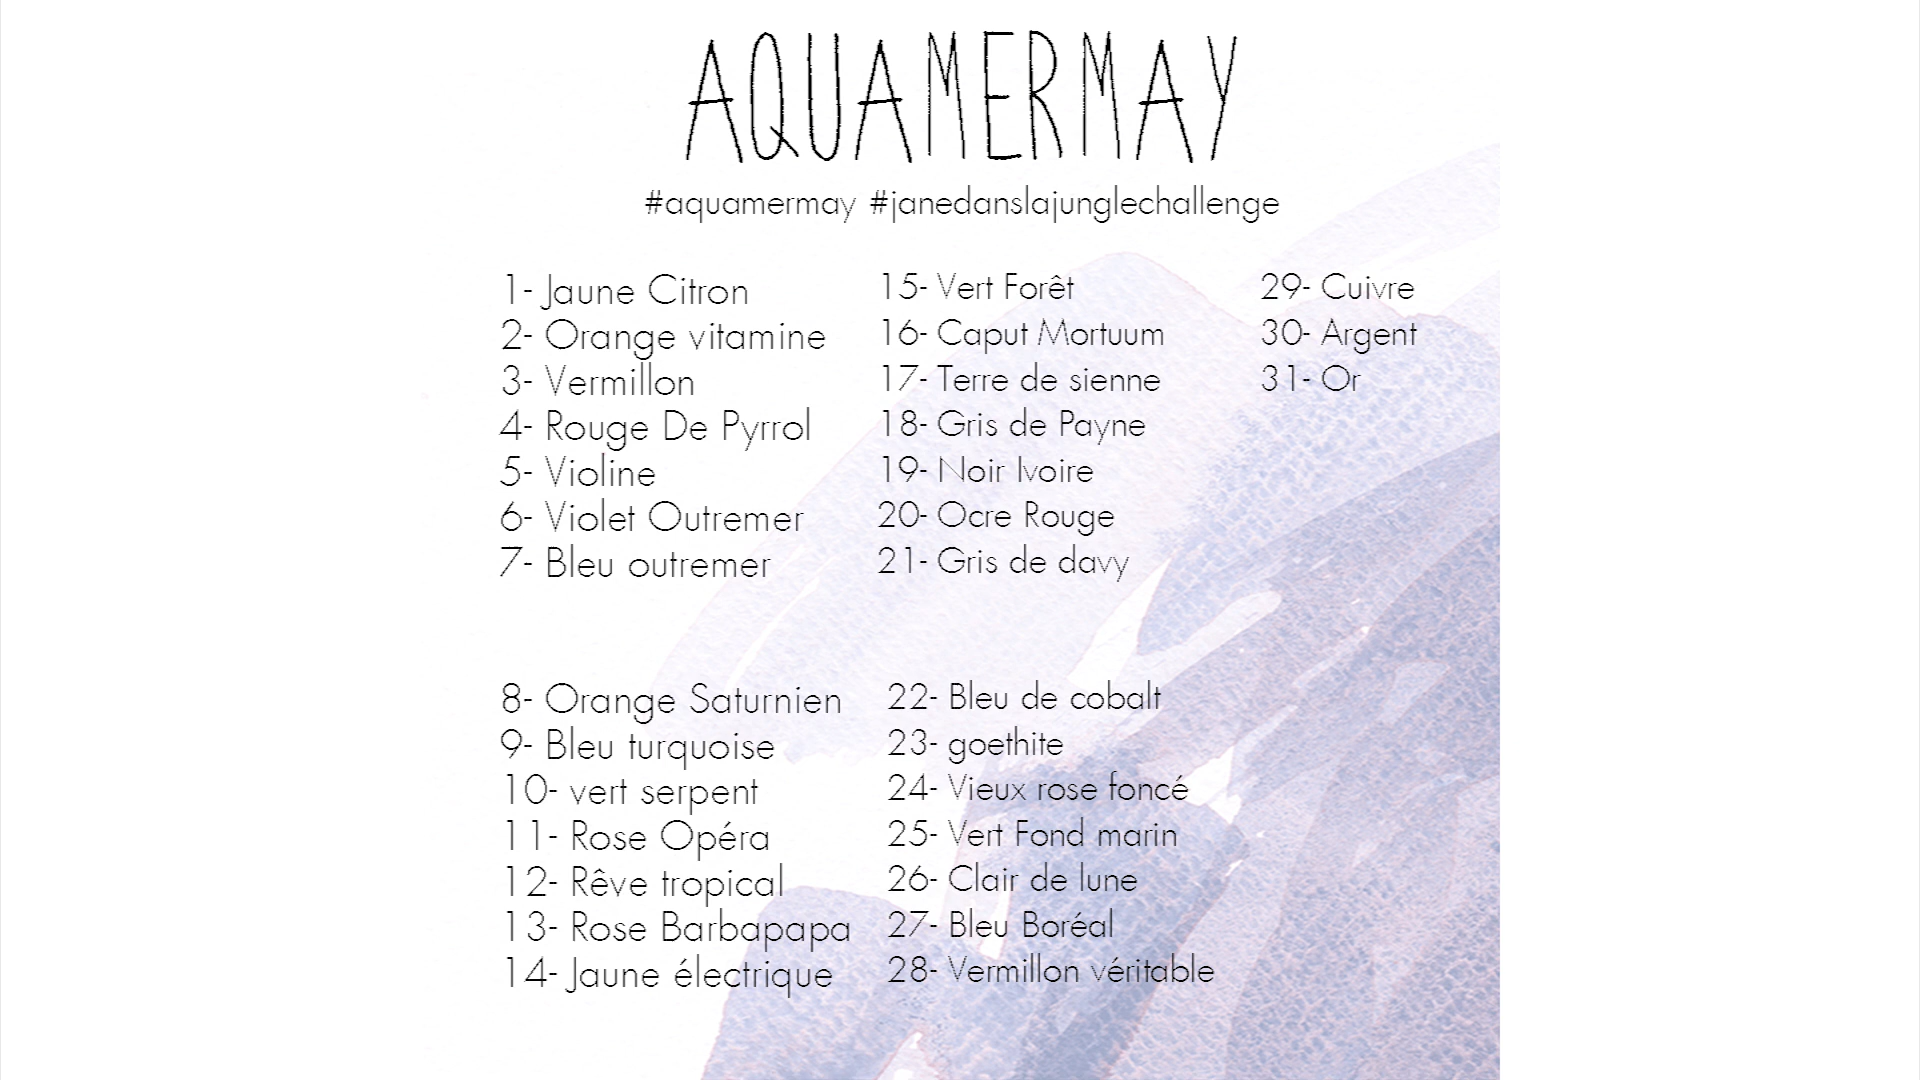 AQUAMERMAY
#aquamermay #janedanslajunglechallenge
1- Jaune Citron
2- Orange vitamine
3- Vermillon
4- Rouge De Pyrrol
5- Violine
6- Violet Outremer
7- Bleu outremer
8- Orange Saturnien
9- Bleu turquoise
10- vert serpent
11- Rose Opéra
12- Rêve tropical
13- Rose Barbapapa
14- Jaune électrique
15- Vert Forêt
16- Caput Mortuum
17- Terre de sienne
18- Gris de Payne
19- Noir Ivoire
20- Ocre Rouge
21- Gris de davy
22- Bleu de cobalt
23- goethite
24- Vieux rose foncé
25- Vert Fond marin
26- Clair de lune
27- Bleu Boréal
28- Vermillon véritable
29- Cuivre
30- Argent
31- Or